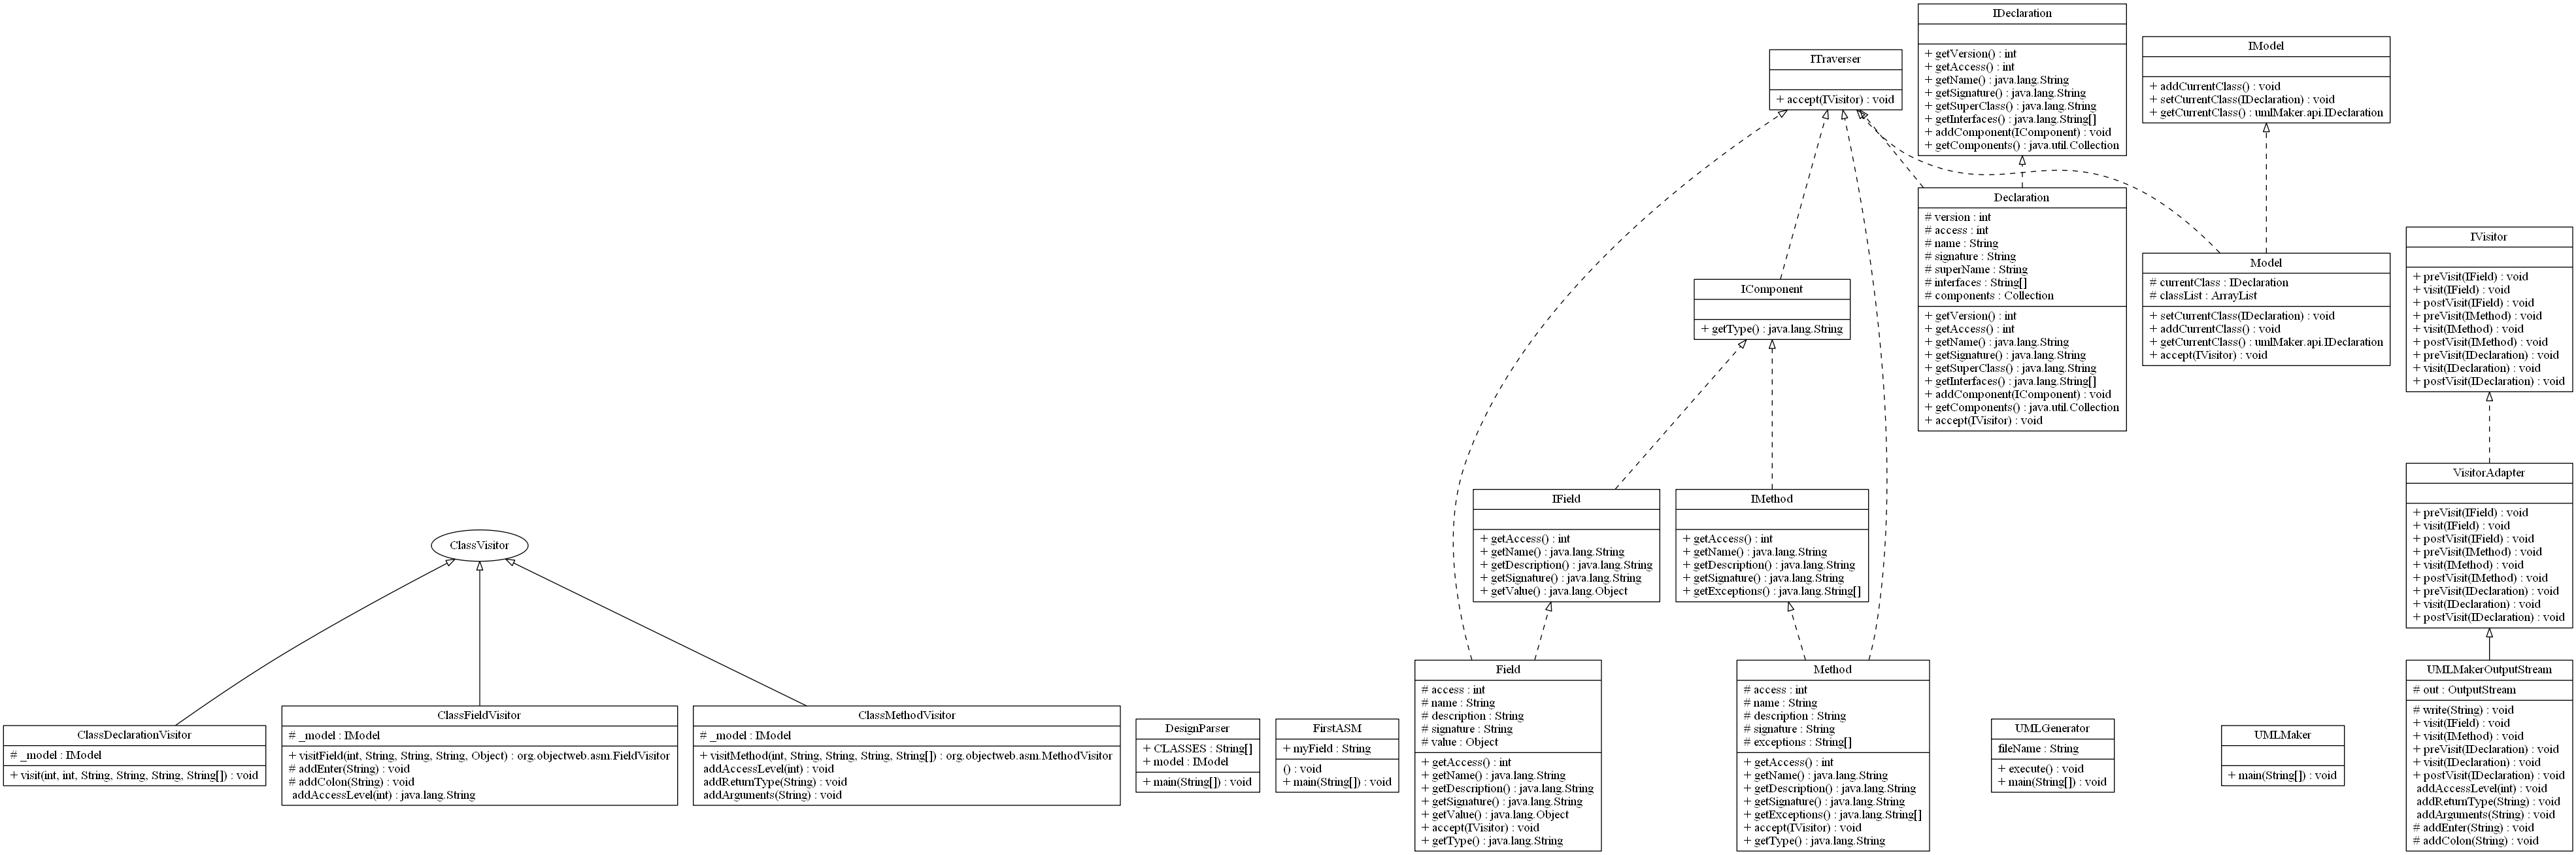 IDeclaration
+ getVersion() : int
+ getAccess() : int
+ getName() : java.lang.String
+ getSignature() : java.lang.String
+ getSuperClass() : java.lang.String
+ getInterfaces() : java.lang.String[]
+ addComponent(IComponent) : void
+ getComponents() : java.util.Collection
IModel
+ addCurrentClass() : void
+ setCurrentClass(IDeclaration) : void
+ getCurrentClass() : umlMaker.api.IDeclaration
ITraverser
+ accept(IVisitor) : void
Declaration
# version : int
# access : int
# name : String
# signature : String
# superName : String
# interfaces : String[]
# components : Collection
+ getVersion() : int
+ getAccess() : int
+ getName() : java.lang.String
+ getSignature() : java.lang.String
+ getSuperClass() : java.lang.String
+ getInterfaces() : java.lang.String[]
+ addComponent(IComponent) : void
+ getComponents() : java.util.Collection
+ accept(IVisitor) : void
Model
# currentClass : IDeclaration
# classList : ArrayList
+ setCurrentClass(IDeclaration) : void
+ addCurrentClass() : void
+ getCurrentClass() : umlMaker.api.IDeclaration
+ accept(IVisitor) : void
IVisitor
+ preVisit(IField) : void
+ visit(IField) : void
+ postVisit(IField) : void
+ preVisit(IMethod) : void
+ visit(IMethod) : void
+ postVisit(IMethod) : void
+ preVisit(IDeclaration) : void
+ visit(IDeclaration) : void
+ postVisit(IDeclaration) : void
IComponent
+ getType() : java.lang.String
VisitorAdapter
+ preVisit(IField) : void
+ visit(IField) : void
+ postVisit(IField) : void
+ preVisit(IMethod) : void
+ visit(IMethod) : void
+ postVisit(IMethod) : void
+ preVisit(IDeclaration) : void
+ visit(IDeclaration) : void
+ postVisit(IDeclaration) : void
IField
+ getAccess() : int
+ getName() : java.lang.String
+ getDescription() : java.lang.String
+ getSignature() : java.lang.String
+ getValue() : java.lang.Object
IMethod
+ getAccess() : int
+ getName() : java.lang.String
+ getDescription() : java.lang.String
+ getSignature() : java.lang.String
+ getExceptions() : java.lang.String[]
ClassVisitor
ClassDeclarationVisitor
# _model : IModel
+ visit(int, int, String, String, String, String[]) : void
ClassFieldVisitor
# _model : IModel
+ visitField(int, String, String, String, Object) : org.objectweb.asm.FieldVisitor
# addEnter(String) : void
# addColon(String) : void
addAccessLevel(int) : java.lang.String
ClassMethodVisitor
# _model : IModel
+ visitMethod(int, String, String, String, String[]) : org.objectweb.asm.MethodVisitor
addAccessLevel(int) : void
addReturnType(String) : void
addArguments(String) : void
DesignParser
+ CLASSES : String[]
+ model : IModel
+ main(String[]) : void
FirstASM
+ myField : String
() : void
+ main(String[]) : void
Field
# access : int
# name : String
# description : String
# signature : String
# value : Object
+ getAccess() : int
+ getName() : java.lang.String
+ getDescription() : java.lang.String
+ getSignature() : java.lang.String
+ getValue() : java.lang.Object
+ accept(IVisitor) : void
+ getType() : java.lang.String
Method
# access : int
# name : String
# description : String
# signature : String
# exceptions : String[]
+ getAccess() : int
+ getName() : java.lang.String
+ getDescription() : java.lang.String
+ getSignature() : java.lang.String
+ getExceptions() : java.lang.String[]
+ accept(IVisitor) : void
+ getType() : java.lang.String
UMLGenerator
fileName : String
+ execute() : void
+ main(String[]) : void
UMLMaker
+ main(String[]) : void
UMLMakerOutputStream
# out : OutputStream
# write(String) : void
+ visit(IField) : void
+ visit(IMethod) : void
+ preVisit(IDeclaration) : void
+ visit(IDeclaration) : void
+ postVisit(IDeclaration) : void
addAccessLevel(int) : void
addReturnType(String) : void
addArguments(String) : void
# addEnter(String) : void
# addColon(String) : void